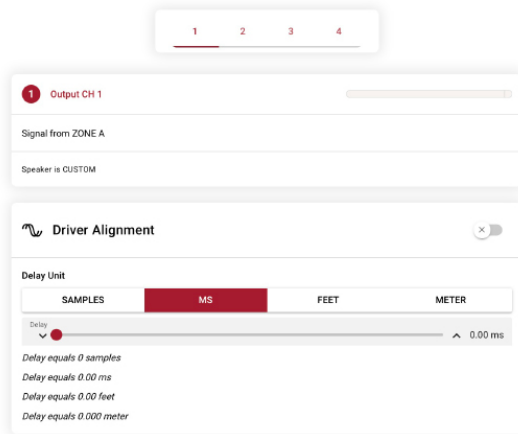 1 2 3 4
1 Output CH 1
Signal from ZONE A
Speaker is CUSTOM
Driver Alignment
Delay Unit
SAMPLES MS FEET METER
Delay
0.00 ms
Delay equals 0 samples
Delay equals 0.00 ms
Delay equals 0.00 feet
Delay equals 0.000 meter